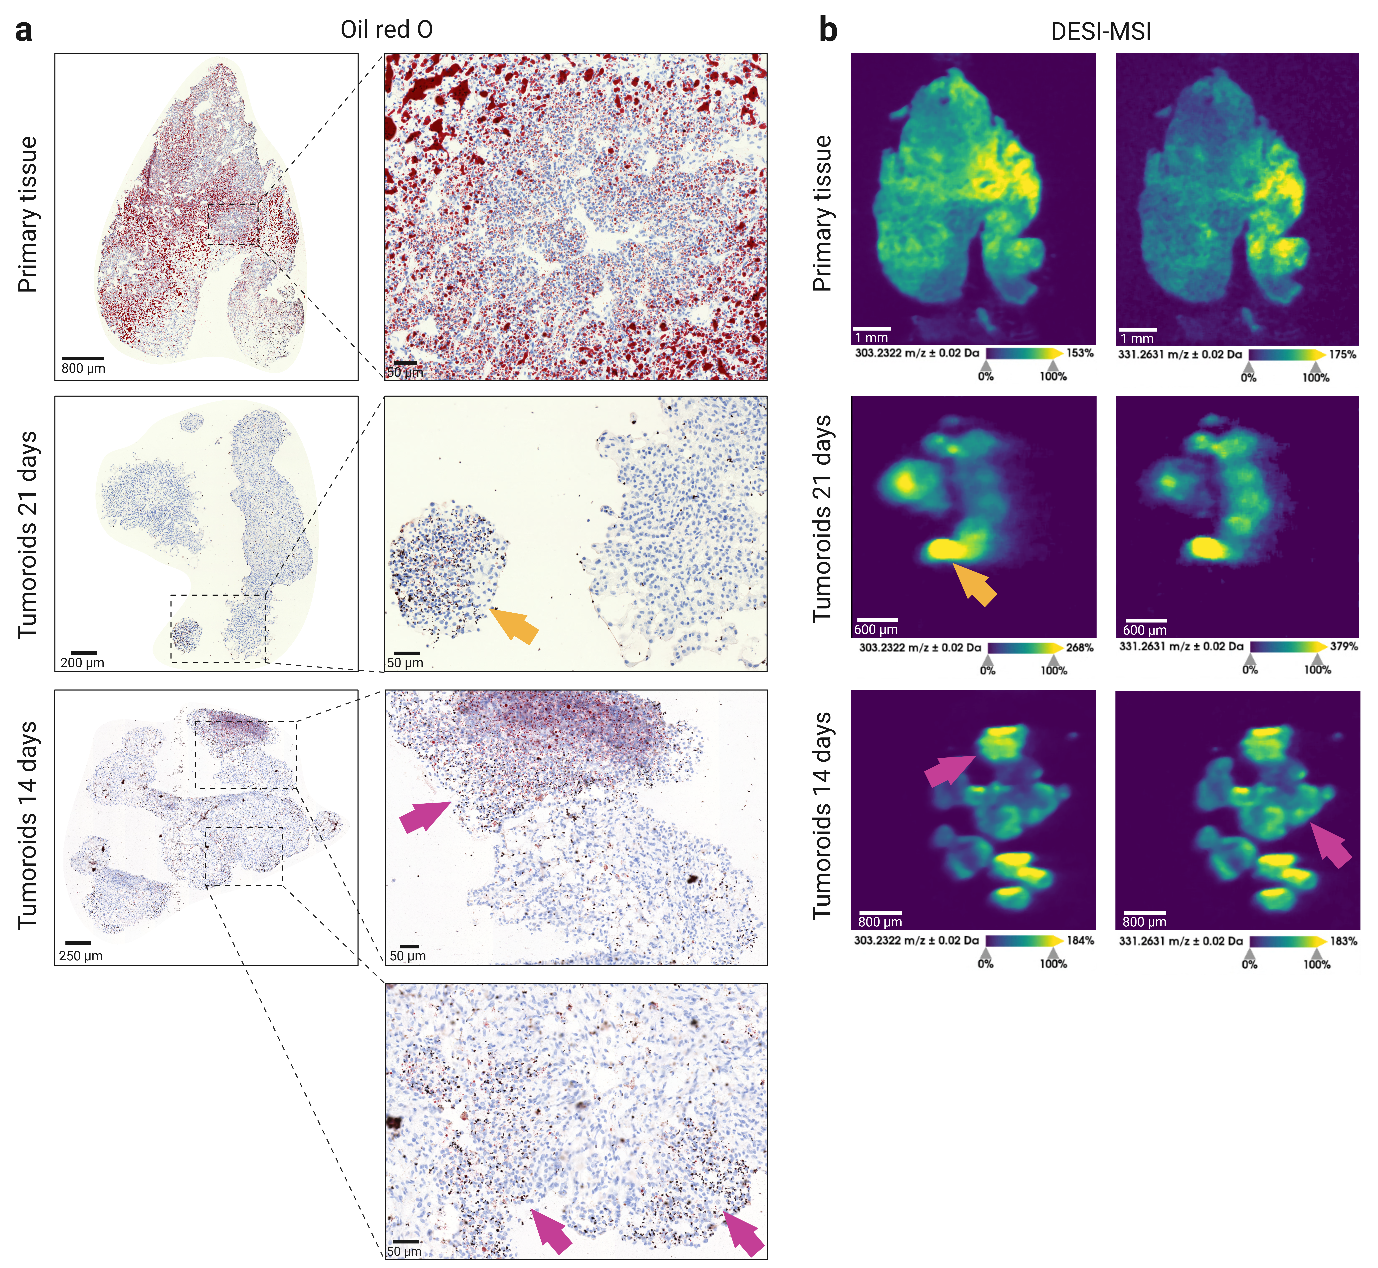 a
Oil red O
b
DESI-MSI
Primary tissue
800 µm
50 µm
1 mm
303.2322 m/z ± 0.02 Da
153%
0%
100%
1 mm
331.2631 m/z ± 0.02 Da
175%
0%
100%
Tumoroids 21 days
200 µm
50 µm
600 µm
303.2322 m/z ± 0.02 Da
268%
0%
100%
600 µm
331.2631 m/z ± 0.02 Da
379%
0%
100%
Tumoroids 14 days
250 µm
50 µm
800 µm
303.2322 m/z ± 0.02 Da
184%
0%
100%
800 µm
331.2631 m/z ± 0.02 Da
183%
0%
100%
50 µm
Primary tissue
Tumoroids 21 days
Tumoroids 14 days